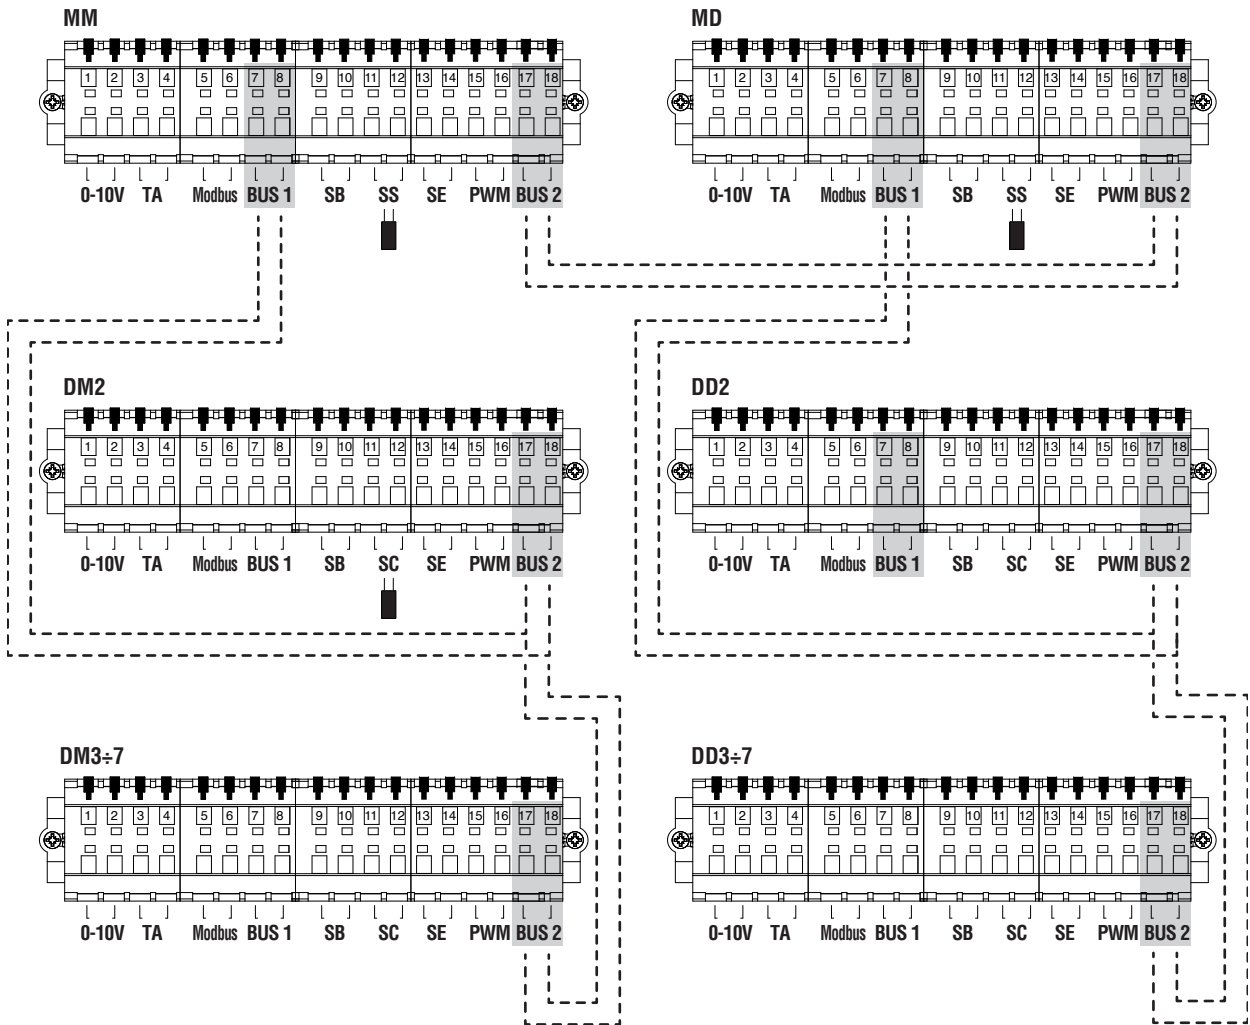 MM MD
1 2 3 4 5 6 7 8 9 10 11 12 13 14 15 16 17 18 1 2 3 4 5 6 7 8 9 10 11 12 13 14 15 16 17 18
0-10V TA Modbus BUS 1 SB SS SE PWM BUS 2 0-10V TA Modbus BUS 1 SB SS SE PWM BUS 2
DM2 DD2
1 2 3 4 5 6 7 8 9 10 11 12 13 14 15 16 17 18 1 2 3 4 5 6 7 8 9 10 11 12 13 14 15 16 17 18
0-10V TA Modbus BUS 1 SB SC SE PWM BUS 2 0-10V TA Modbus BUS 1 SB SC SE PWM BUS 2
DM3÷7 DD3÷7
1 2 3 4 5 6 7 8 9 10 11 12 13 14 15 16 17 18 1 2 3 4 5 6 7 8 9 10 11 12 13 14 15 16 17 18
0-10V TA Modbus BUS 1 SB SC SE PWM BUS 2 0-10V TA Modbus BUS 1 SB SC SE PWM BUS 2